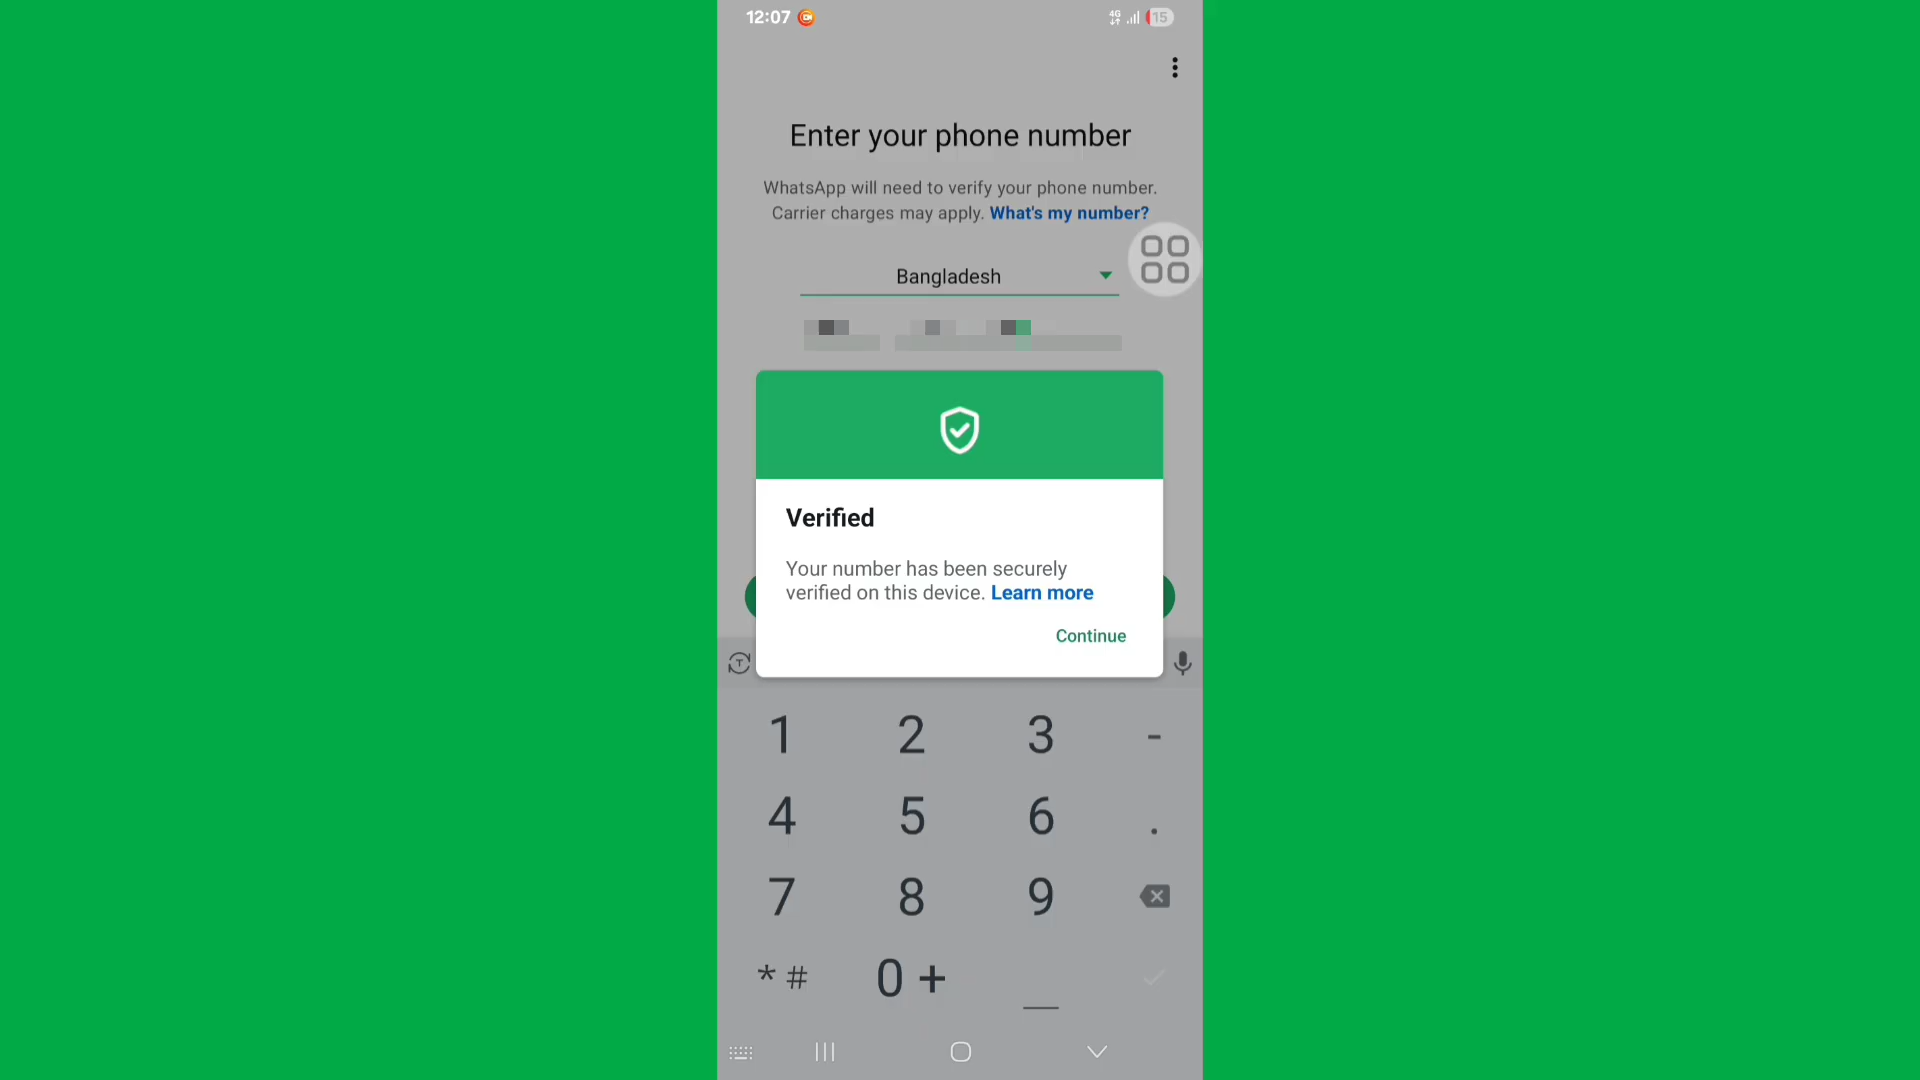 12:07
4G
15
Enter your phone number
WhatsApp will need to verify your phone number.
Carrier charges may apply. What's my number?
Bangladesh
Verified
Your number has been securely
verified on this device. Learn more
Continue
T
1 2 3 -
4 5 6 .
7 8 9
* # 0 +